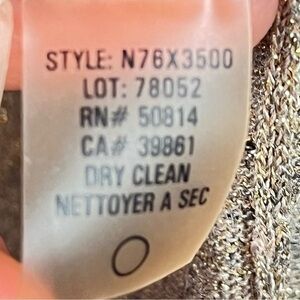 STYLE: N76X3500
LOT: 78052
RN# 50814
CA# 39861
DRY CLEAN
NETTOYER A SEC